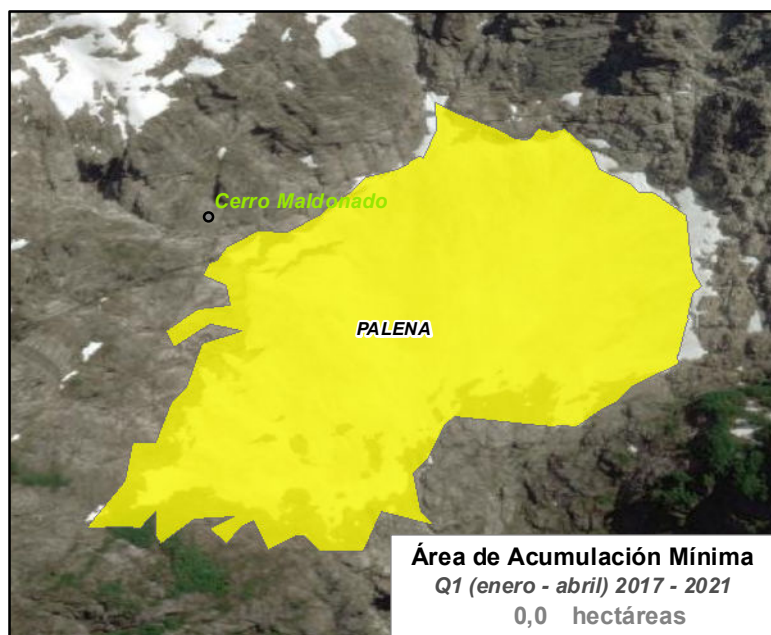 Cerro Maldonado
PALENA
Área de Acumulación Mínima
Q1 (enero - abril) 2017 - 2021
0,0 hectáreas